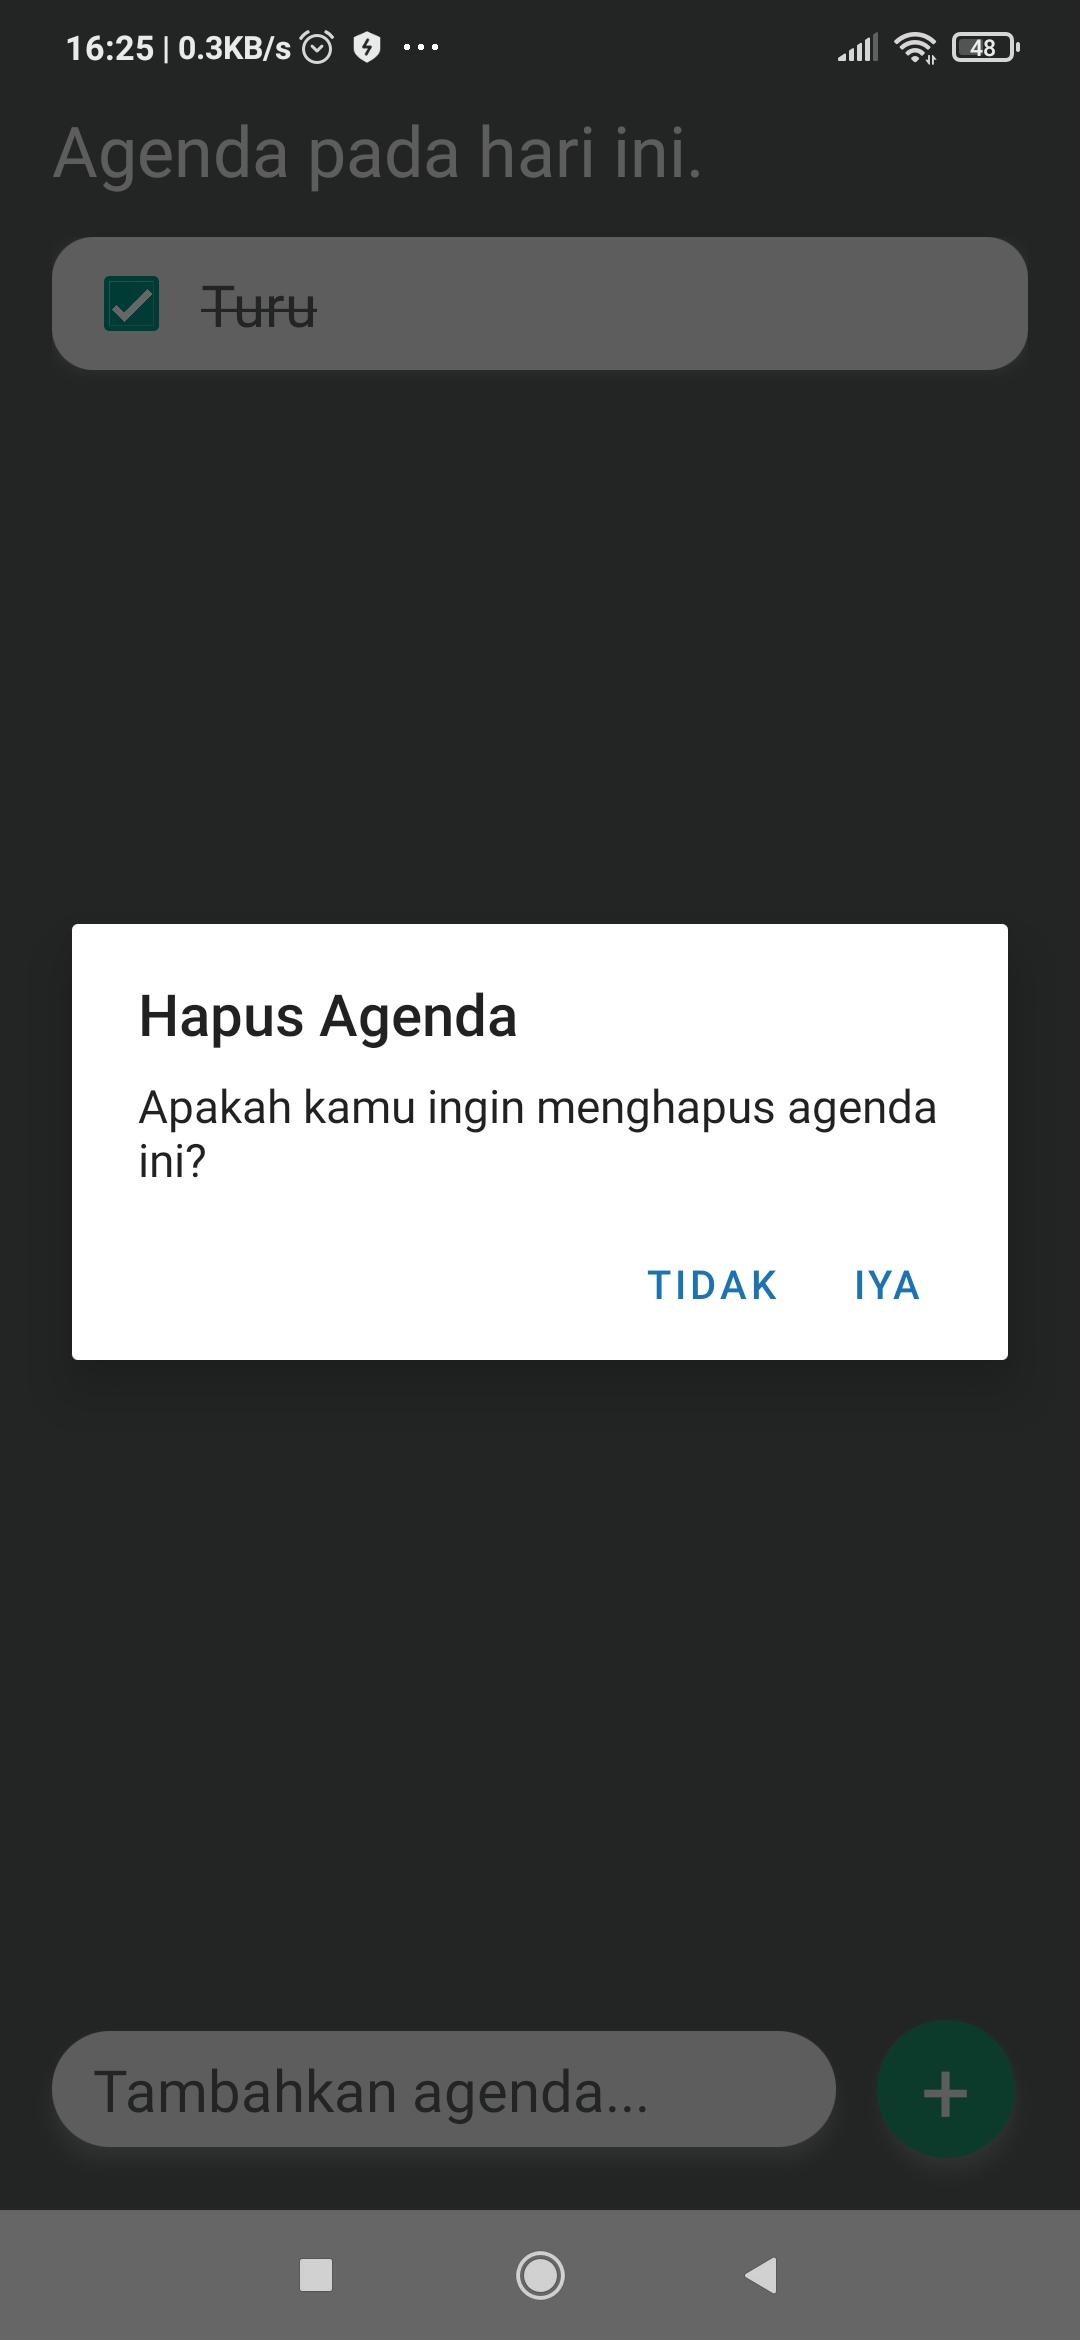 16:25 | 0.3KB/s ... 48
Agenda pada hari ini.
Turu
Hapus Agenda
Apakah kamu ingin menghapus agenda
ini?
TIDAK IYA
Tambahkan agenda...
+